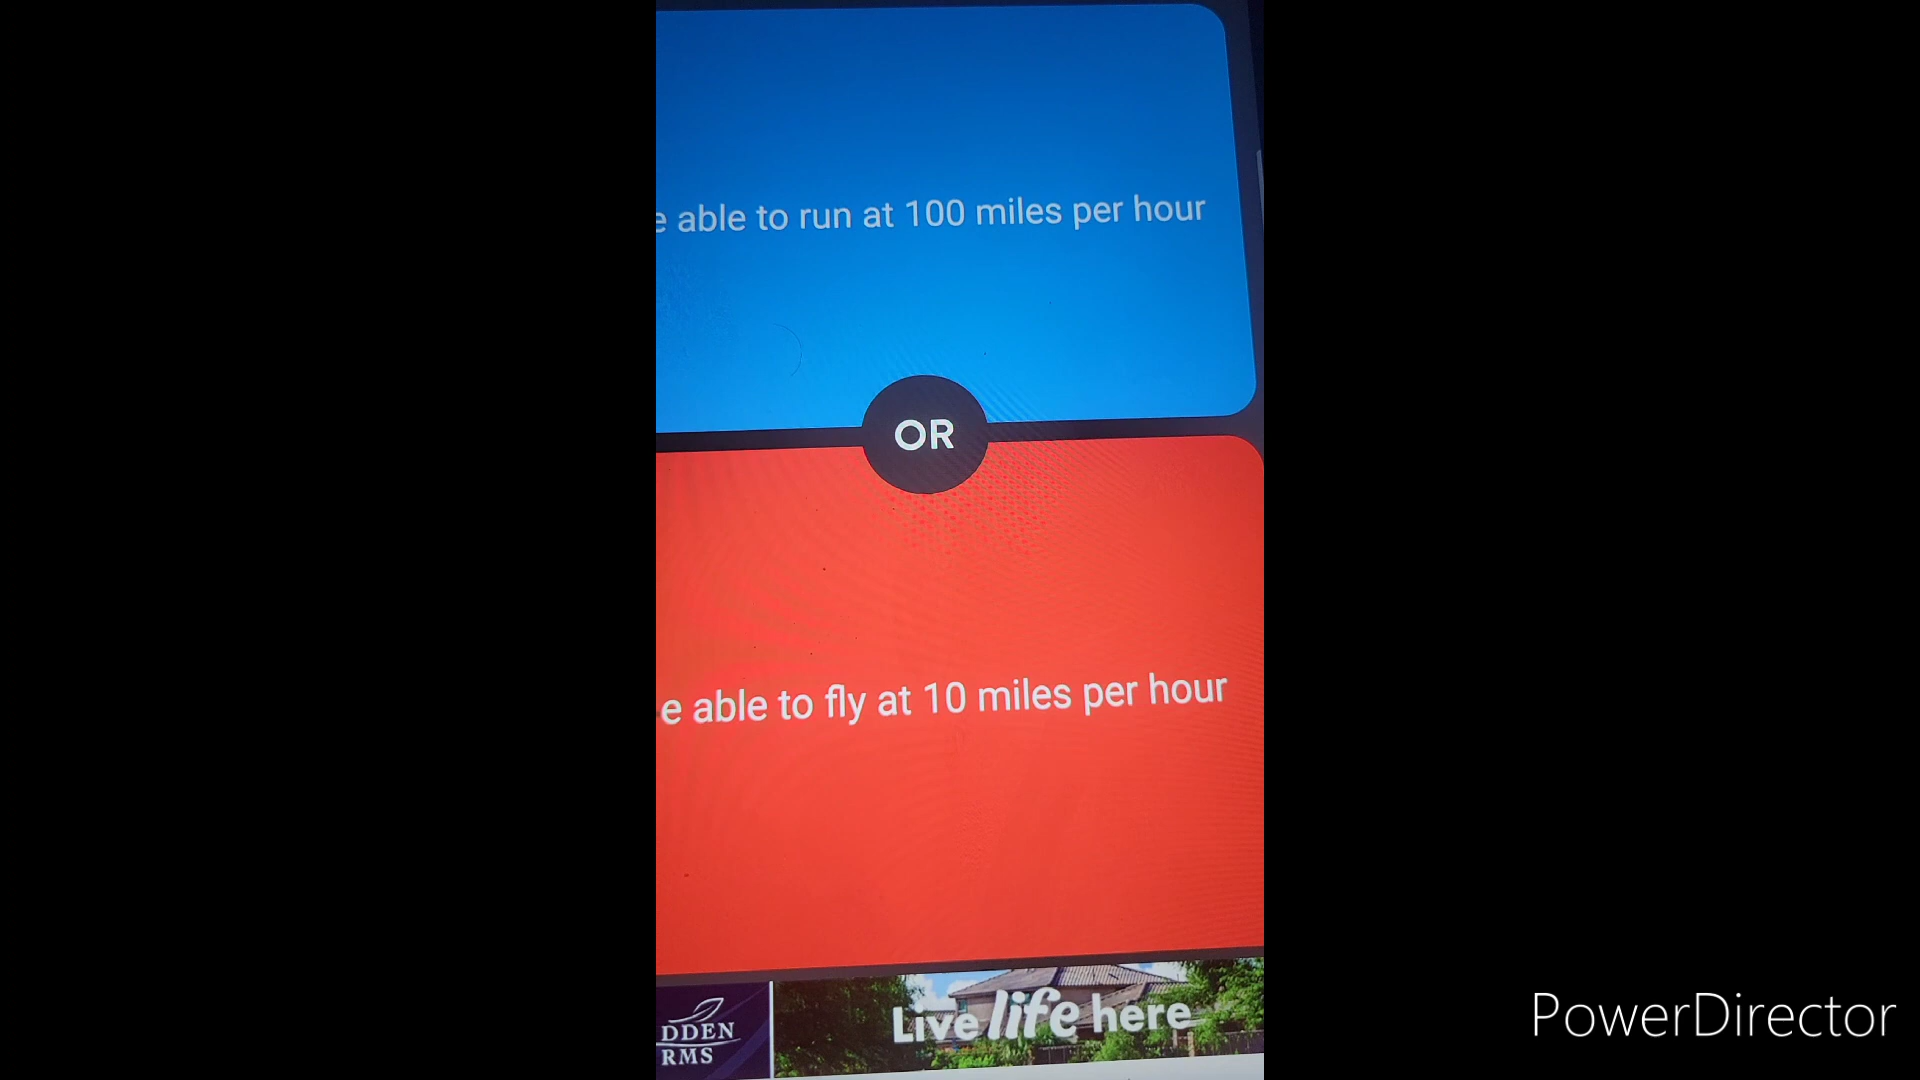 e able to run at 100 miles per hour
OR
e able to fly at 10 miles per hour
DDEN
RMS
Live life here
PowerDirector